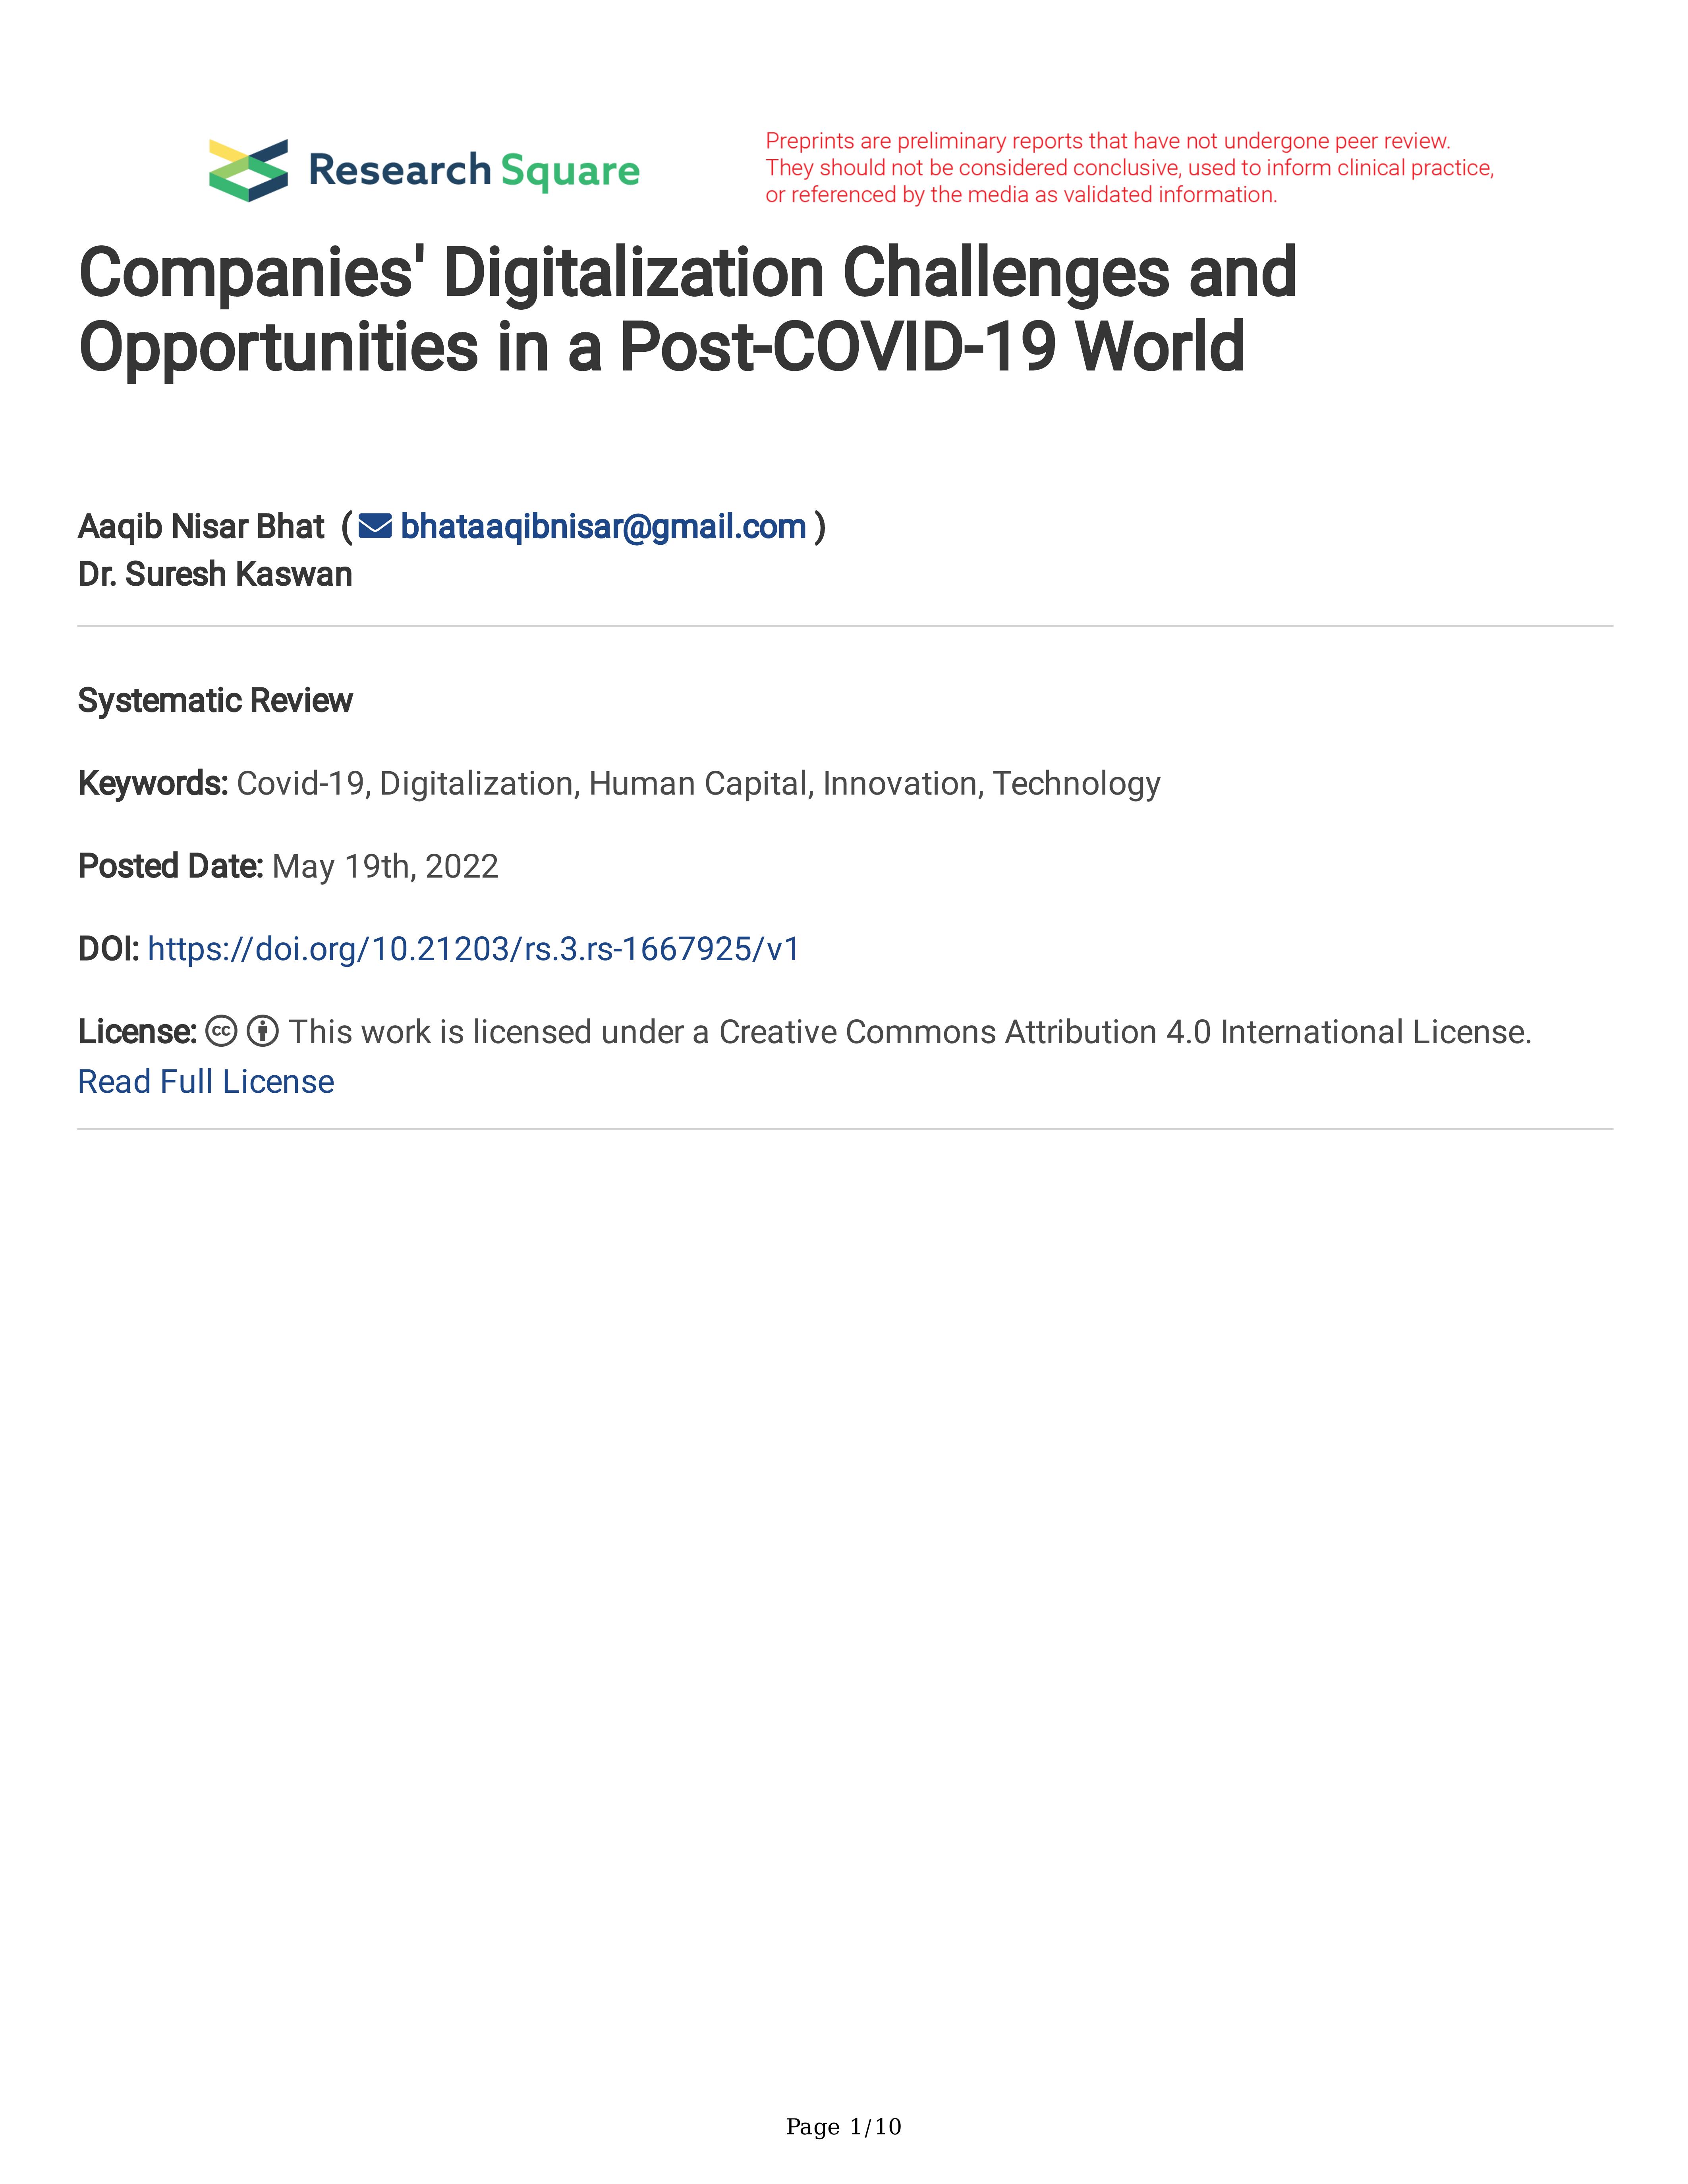 Research Square
Preprints are preliminary reports that have not undergone peer review.
They should not be considered conclusive, used to inform clinical practice,
or referenced by the media as validated information.
Companies' Digitalization Challenges and
Opportunities in a Post-COVID-19 World
Aaqib Nisar Bhat ( bhataaqibnisar@gmail.com )
Dr. Suresh Kaswan
Systematic Review
Keywords: Covid-19, Digitalization, Human Capital, Innovation, Technology
Posted Date: May 19th, 2022
DOI: https://doi.org/10.21203/rs.3.rs-1667925/v1
License: cc This work is licensed under a Creative Commons Attribution 4.0 International License.
Read Full License
Page 1/10